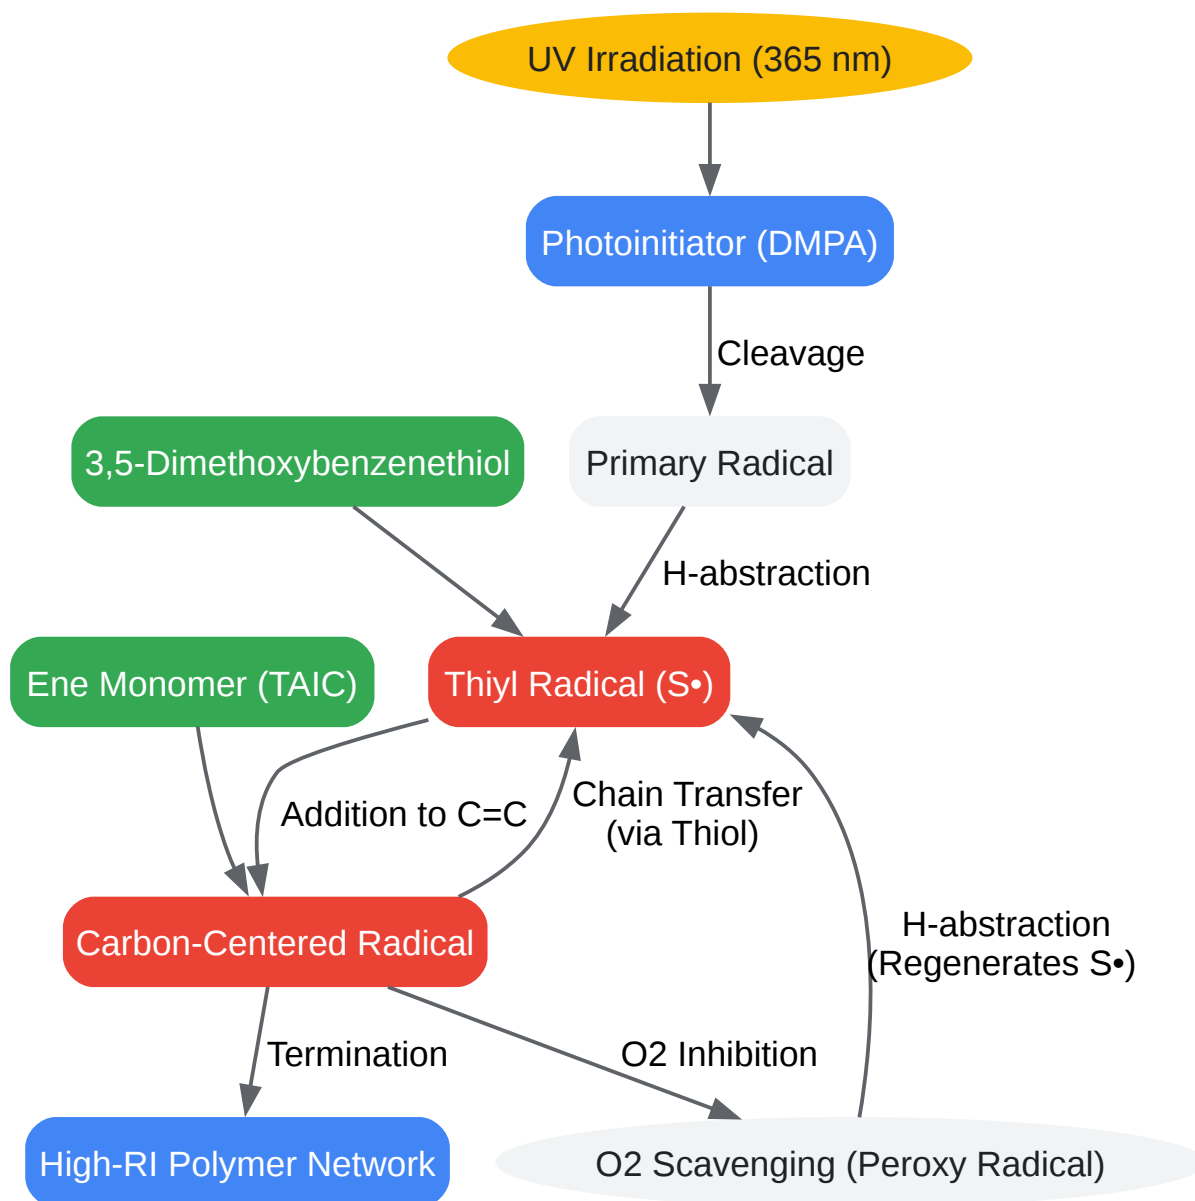 UV Irradiation (365 nm)
Photoinitiator (DMPA)
Cleavage
3,5-Dimethoxybenzenethiol
Primary Radical
H-abstraction
Ene Monomer (TAIC)
Thiyl Radical (S•)
Addition to C=C
Chain Transfer
(via Thiol)
H-abstraction
(Regenerates S•)
Carbon-Centered Radical
Termination
O2 Inhibition
High-RI Polymer Network
O2 Scavenging (Peroxy Radical)